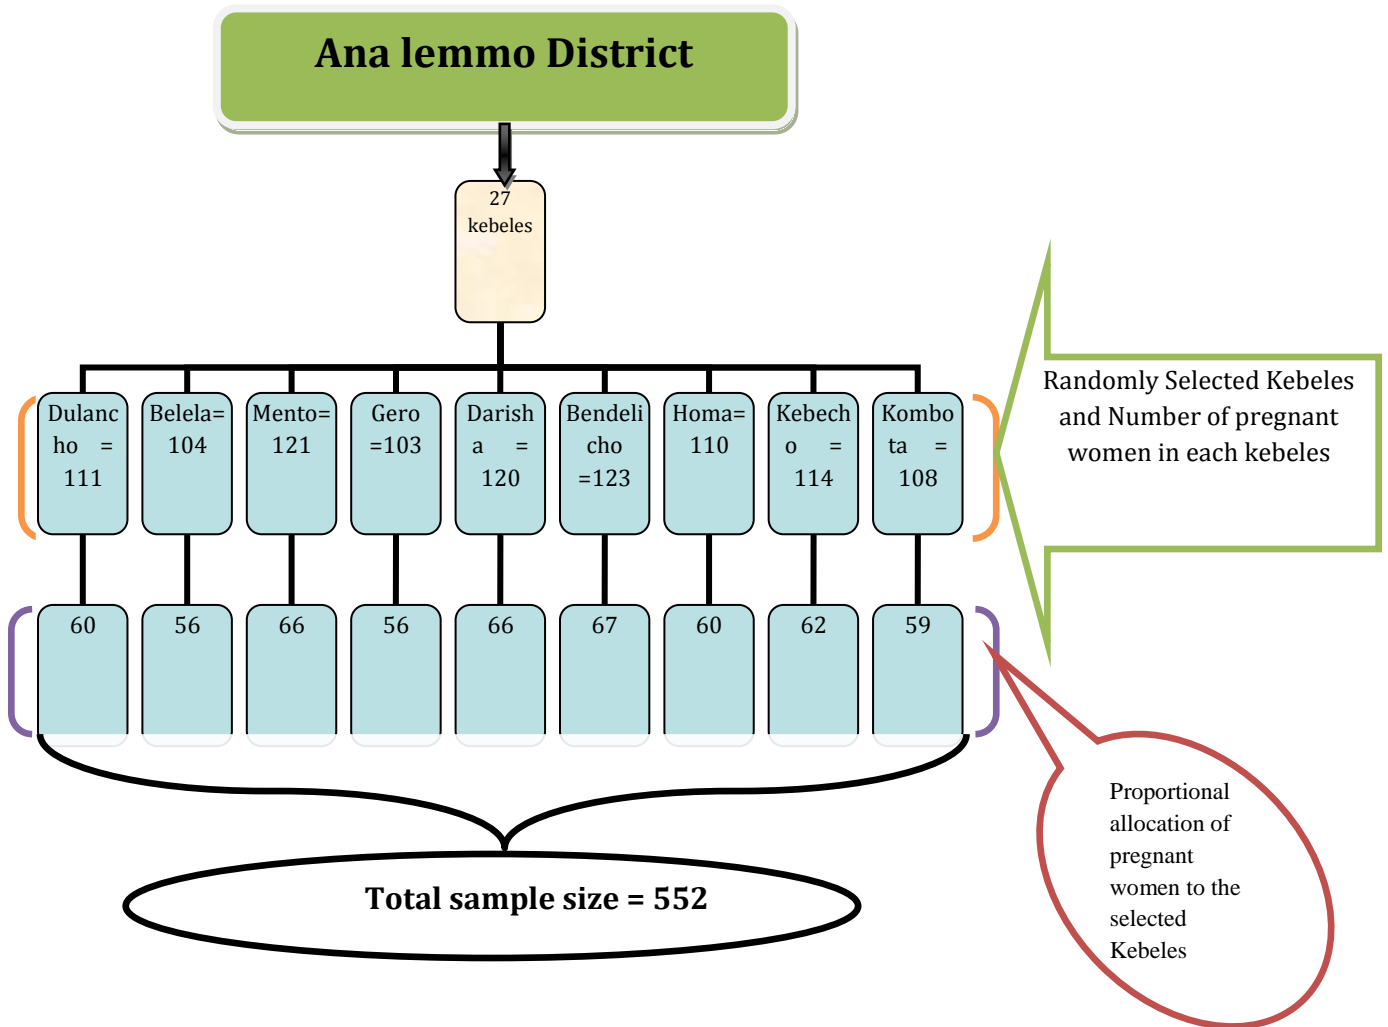 Ana lemmo District
27
kebeles
Dulanc
ho =
111
Belela=
104
Mento=
121
Gero
=103
Darish
a =
120
Bendeli
cho
=123
Homa=
110
Kebech
o =
114
Kombo
ta =
108
Randomly Selected Kebeles
and Number of pregnant
women in each kebeles
60
56
66
56
66
67
60
62
59
Proportional
allocation of
pregnant
women to the
selected
Kebeles
Total sample size = 552